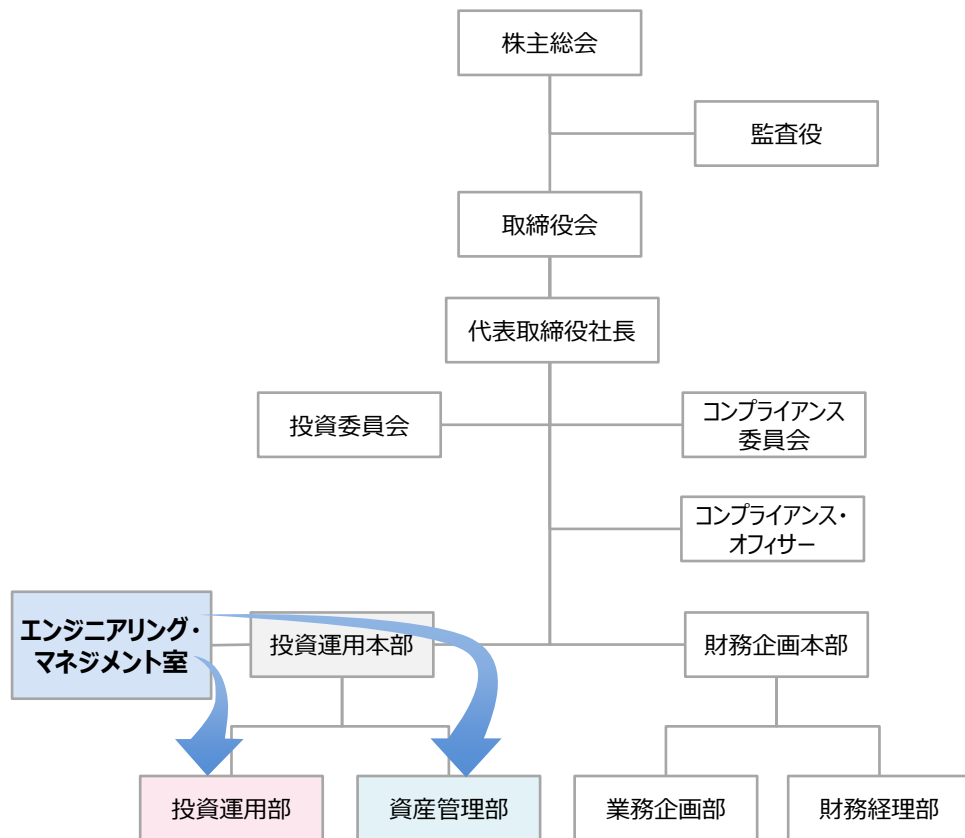 株主総会
監査役
取締役会
代表取締役社長
投資委員会
コンプライアンス
委員会
コンプライアンス・
オフィサー
エンジニアリング・
マネジメント室
投資運用本部
財務企画本部
投資運用部
資産管理部
業務企画部
財務経理部